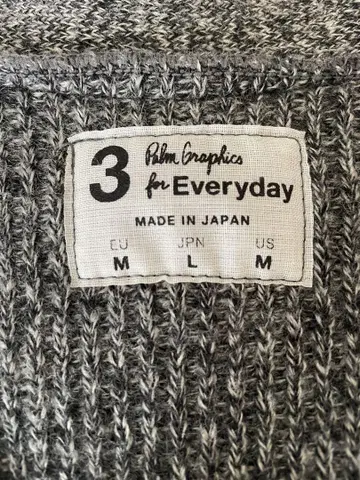 3 Palm Graphics
for Everyday
MADE IN JAPAN
EU JPN US
M L M